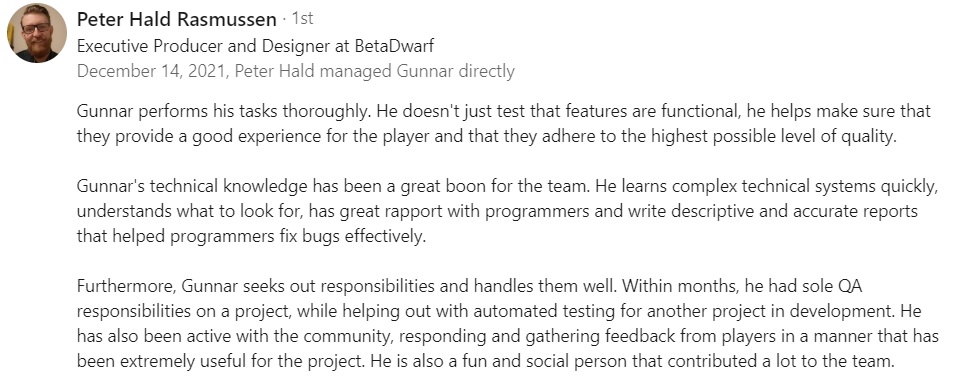 Peter Hald Rasmussen · 1st
Executive Producer and Designer at BetaDwarf
December 14, 2021, Peter Hald managed Gunnar directly
Gunnar performs his tasks thoroughly. He doesn't just test that features are functional, he helps make sure that
they provide a good experience for the player and that they adhere to the highest possible level of quality.
Gunnar's technical knowledge has been a great boon for the team. He learns complex technical systems quickly,
understands what to look for, has great rapport with programmers and write descriptive and accurate reports
that helped programmers fix bugs effectively.
Furthermore, Gunnar seeks out responsibilities and handles them well. Within months, he had sole QA
responsibilities on a project, while helping out with automated testing for another project in development. He
has also been active with the community, responding and gathering feedback from players in a manner that has
been extremely useful for the project. He is also a fun and social person that contributed a lot to the team.